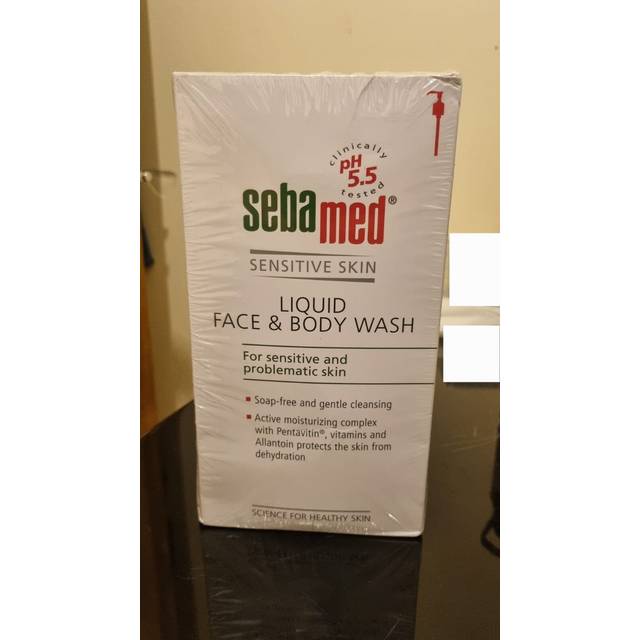 clinically
pH
5.5
tested
sebamed®
SENSITIVE SKIN
LIQUID
FACE & BODY WASH
For sensitive and
problematic skin
▪ Soap-free and gentle cleansing
▪ Active moisturizing complex
with Pentavitin®, vitamins and
Allantoin protects the skin from
dehydration
SCIENCE FOR HEALTHY SKIN